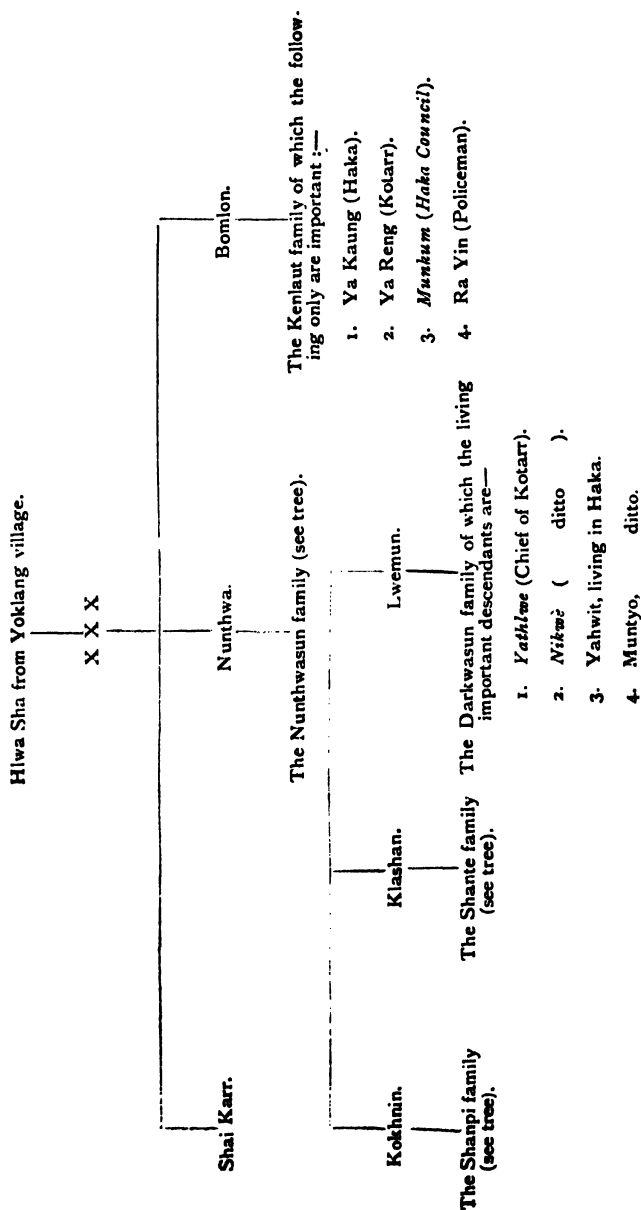 Hlwa Sha from Yoklang village.
X X X
Shai Karr.
Nunthwa.
Bomlon.
The Nunthwasun family (see tree).
The Kenlaut family of which the follow-
ing only are important :—
1. Ya Kaung (Haka).
2. Ya Reng (Kotarr).
3. Munkum (Haka Council).
4. Ra Yin (Policeman).
Kokhnin.
Klashan.
Lwemun.
The Shanpi family
(see tree).
The Shante family
(see tree).
The Darkwasun family of which the living
important descendants are—
1. Yathlwe (Chief of Kotarr).
2. Nikwè ( ditto ).
3. Yahwit, living in Haka.
4. Muntyo, ditto.